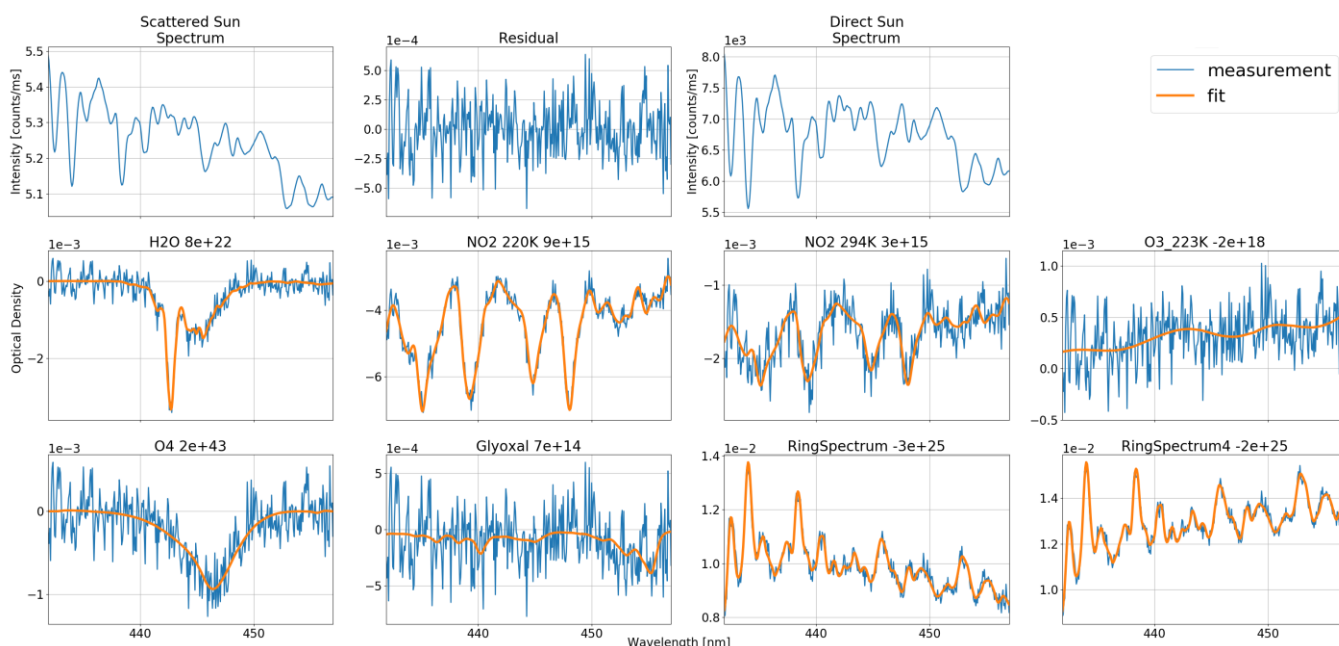 Scattered Sun
Spectrum
Residual
1e−4
Direct Sun
Spectrum
1e3
Intensity [counts/ms]
5.5
5.4
5.3
5.2
5.1
5.0
2.5
0.0
−2.5
−5.0
Intensity [counts/ms]
8.0
7.5
7.0
6.5
6.0
5.5
measurement
fit
1e−3
H2O 8e+22
1e−3
NO2 220K 9e+15
1e−3
NO2 294K 3e+15
1e−3
O3_223K -2e+18
Optical Density
0
−2
−4
−6
−1
−2
1.0
0.5
0.0
−0.5
1e−3
O4 2e+43
1e−4
Glyoxal 7e+14
1e−2
RingSpectrum -3e+25
1e−2
RingSpectrum4 -2e+25
0
−1
5
0
−5
1.4
1.2
1.0
0.8
1.4
1.2
1.0
440
450
440
450
440
450
440
450
Wavelength [nm]